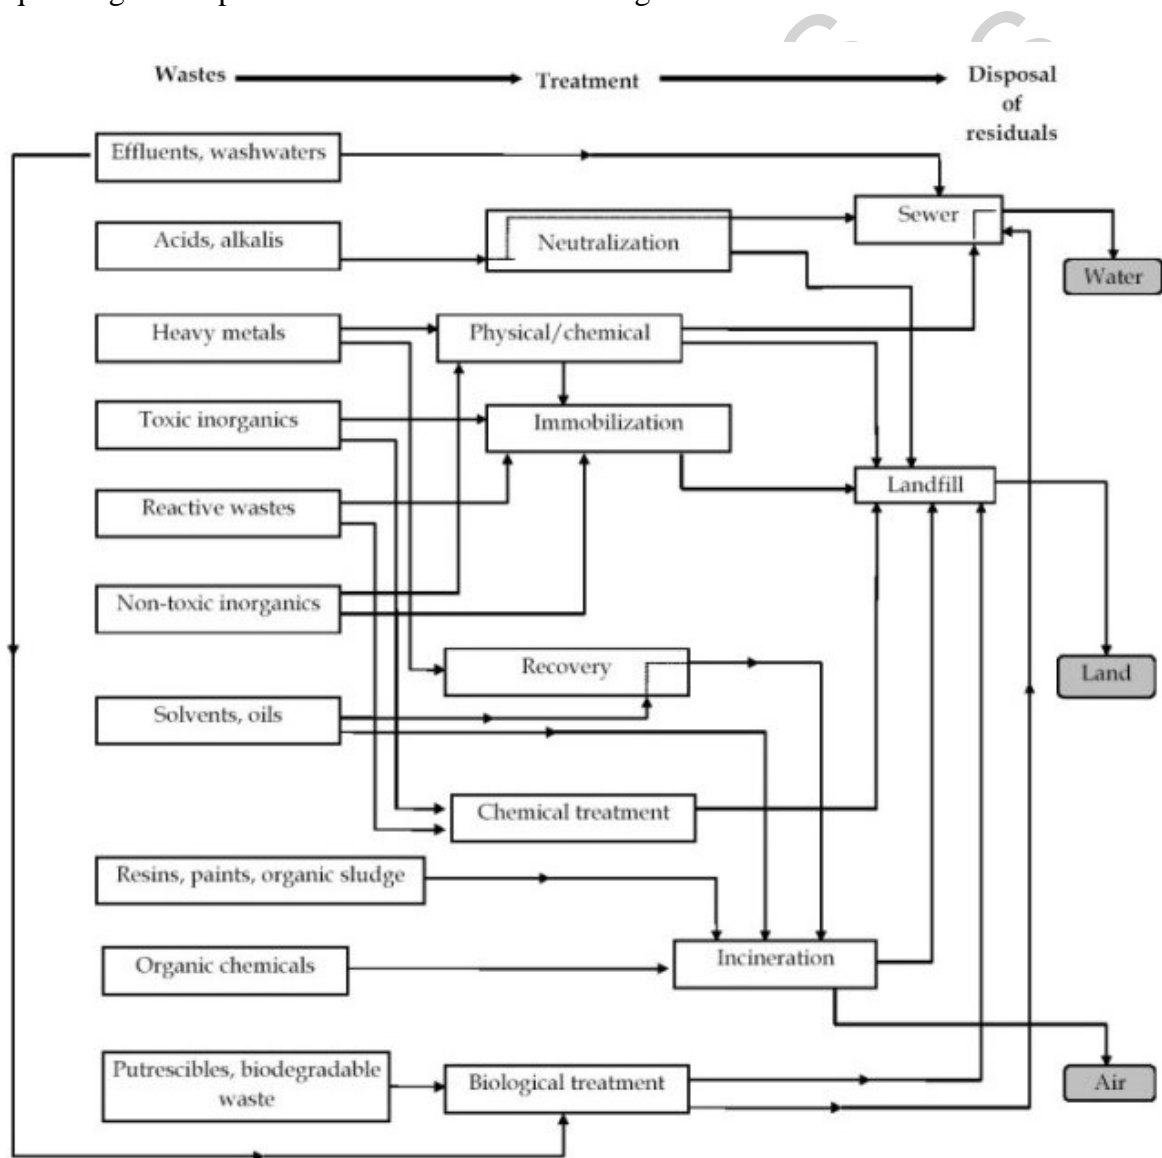 Wastes
Treatment
Disposal
of
residuals
Effluents, washwaters
Sewer
Acids, alkalis
Neutralization
Water
Heavy metals
Physical/chemical
Toxic inorganics
Immobilization
Landfill
Reactive wastes
Non-toxic inorganics
Recovery
Land
Solvents, oils
Chemical treatment
Resins, paints, organic sludge
Organic chemicals
Incineration
Putrescibles, biodegradable
waste
Biological treatment
Air